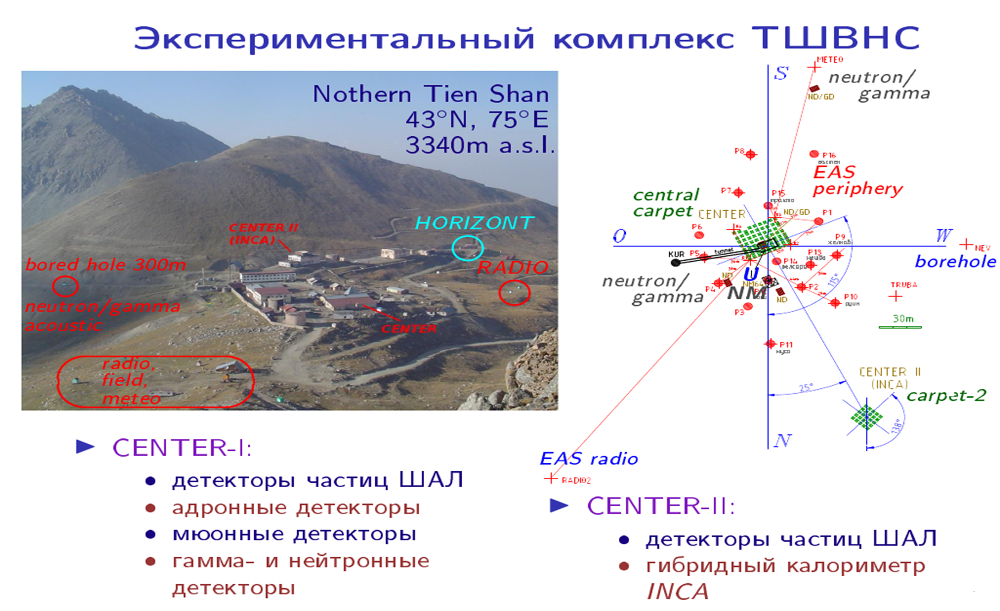 Экспериментальный комплекс ТШВНС
Nothern Tien Shan
43°N, 75°E
3340m a.s.l.
CENTER II
(INCA)
HORIZONT
bored hole 300m
RADIO
neutron/gamma
acoustic
CENTER
radio,
field,
meteo
METEO
S
neutron/
gamma
ND/GD
P8
P16
EAS
periphery
P7
P15
central
carpet
CENTER
ND/GD
P1
P6
O
W
P9
NEV
KUR
tunnel
P5
P13
P14
borehole
U
neutron/
gamma
ND
P4
NM64
NM
ND
P2
115°
TRUBA
P10
P3
30m
P11
CENTER II
(INCA)
25°
carpet-2
138°
N
EAS radio
RADIO2
CENTER-I:
детекторы частиц ШАЛ
адронные детекторы
мюонные детекторы
гамма- и нейтронные
детекторы
CENTER-II:
детекторы частиц ШАЛ
гибридный калориметр
INCA